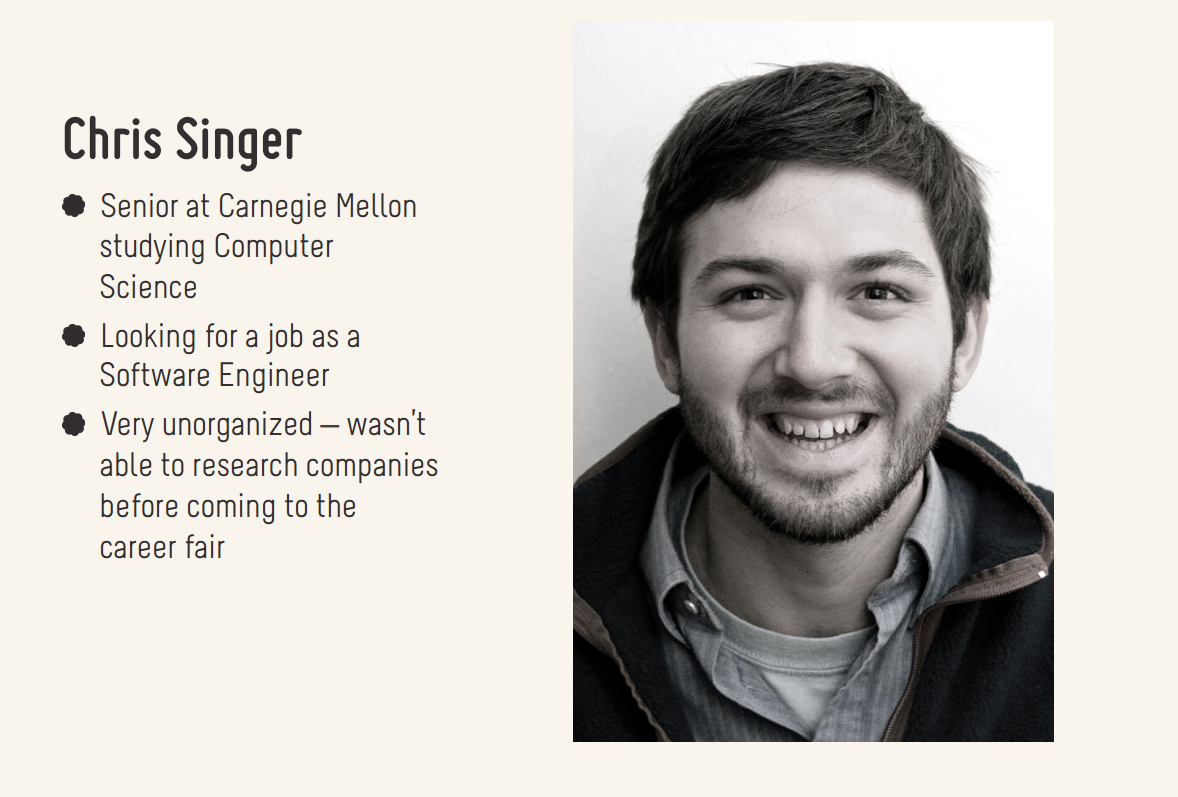 Chris Singer
Senior at Carnegie Mellon
studying Computer
Science
Looking for a job as a
Software Engineer
Very unorganized – wasn't
able to research companies
before coming to the
career fair